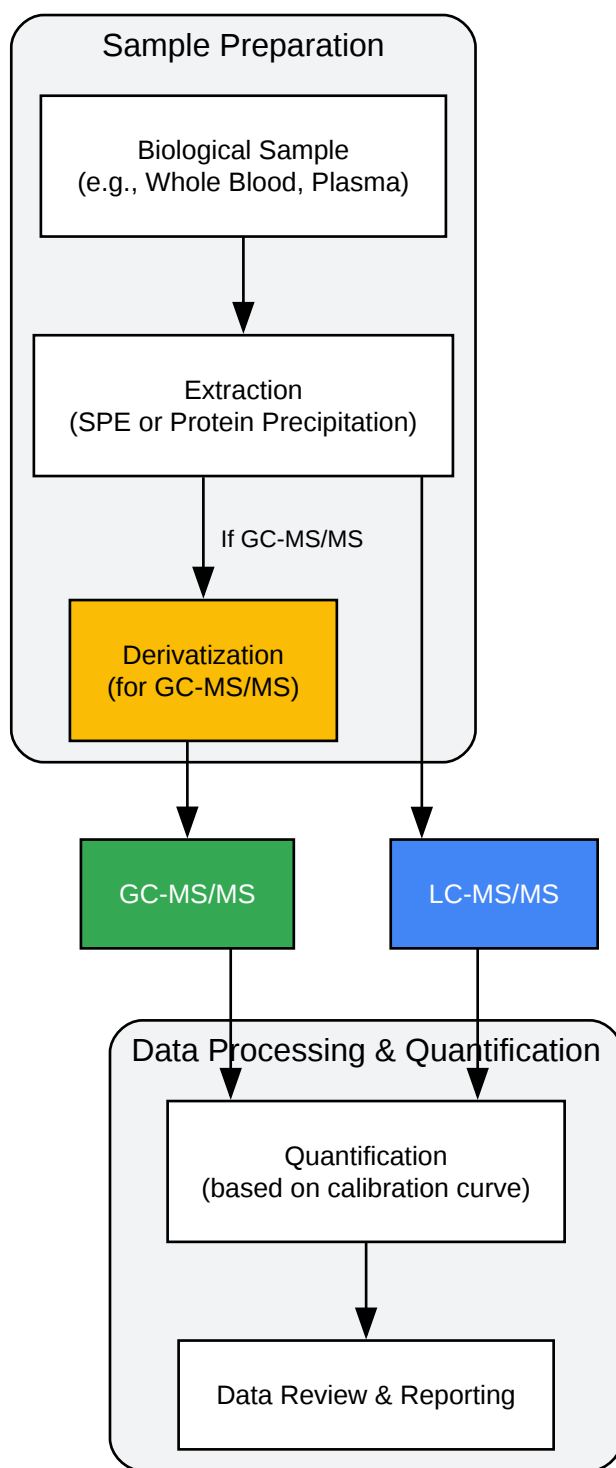 Sample Preparation
Biological Sample
(e.g., Whole Blood, Plasma)
Extraction
(SPE or Protein Precipitation)
If GC-MS/MS
Derivatization
(for GC-MS/MS)
GC-MS/MS
LC-MS/MS
Data Processing & Quantification
Quantification
(based on calibration curve)
Data Review & Reporting